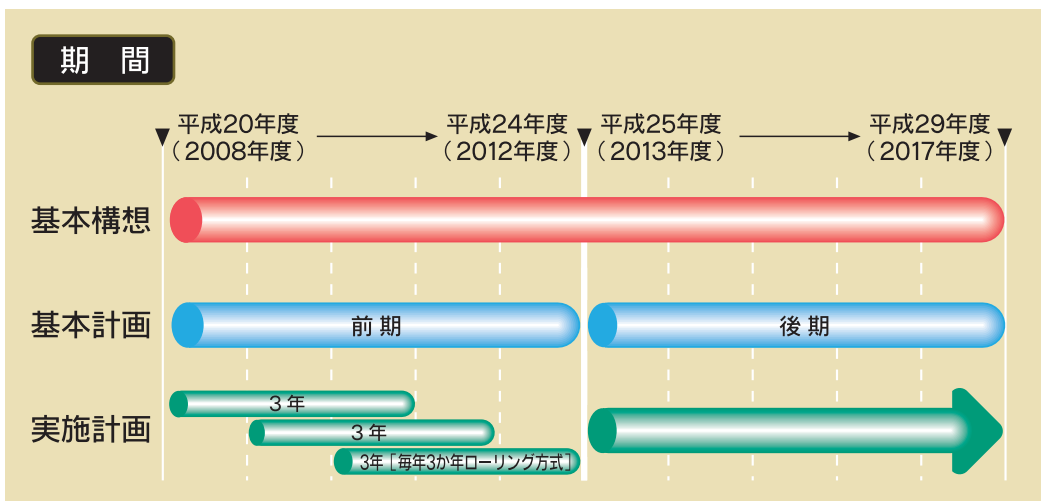 期 間
平成20年度 平成24年度 平成25年度 平成29年度
（2008年度） （2012年度） （2013年度） （2017年度）
基本構想
基本計画 前 期 後 期
3 年
実施計画 3 年
3年［毎年3か年ローリング方式］